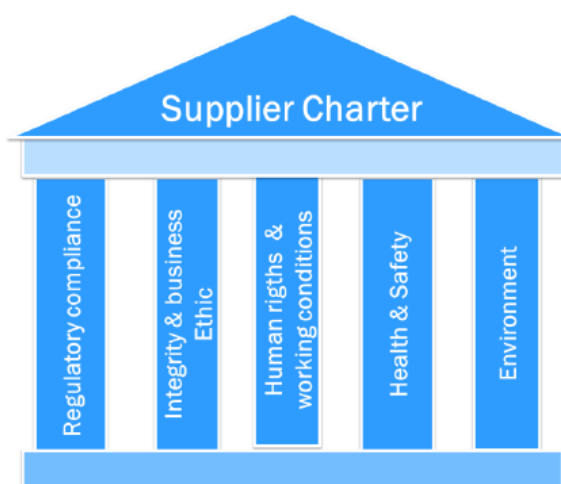 Supplier Charter
Regulatory compliance
Integrity & business
Ethic
Human rigths &
working conditions
Health & Safety
Environment